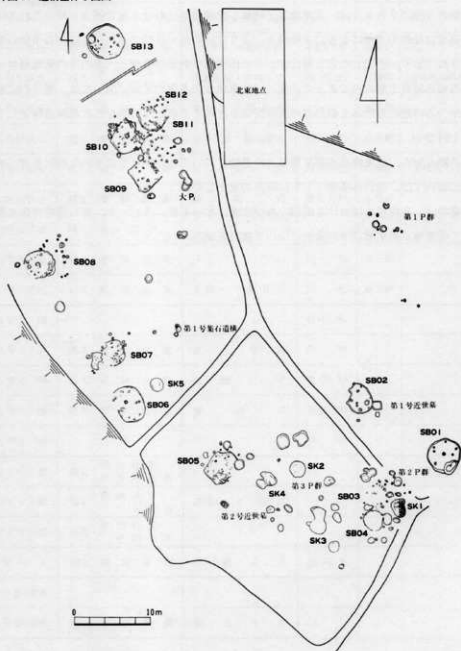 SB13
北東地点
SB12
SB11
SB10
SB09
大P₁
第1P群
SB08
第1号集石遺構
SB07
SK5
SB06
SB02
第1号近世墓
SB01
SB05
SK2
第2P群
SK4
第3P群
SB03
第2号近世墓
SK1
SB04
SK3
0
10m